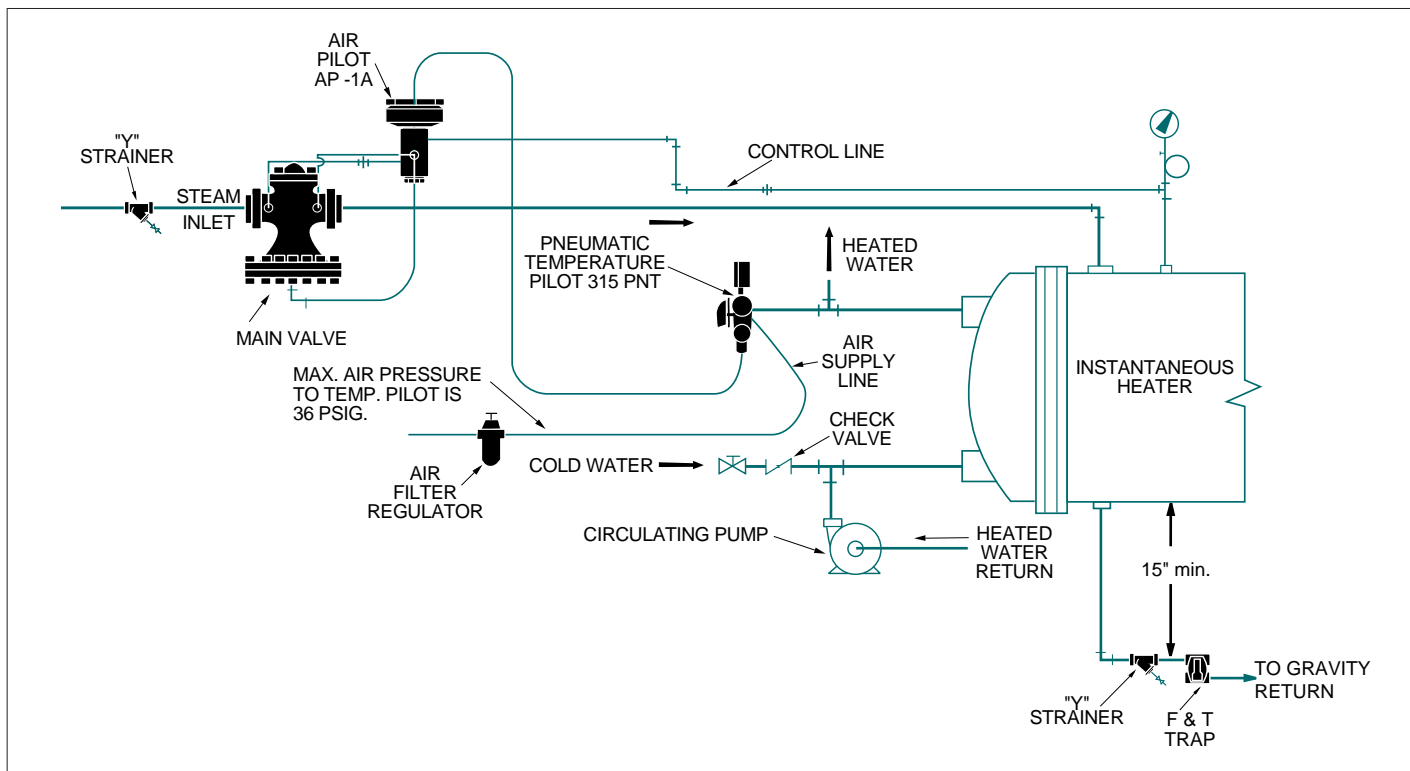 AIR
PILOT
AP -1A
"Y"
STRAINER
STEAM
INLET
CONTROL LINE
PNEUMATIC
TEMPERATURE
PILOT 315 PNT
HEATED
WATER
MAIN VALVE
AIR
SUPPLY
LINE
INSTANTANEOUS
HEATER
MAX. AIR PRESSURE
TO TEMP. PILOT IS
36 PSIG.
CHECK
VALVE
COLD WATER
AIR
FILTER
REGULATOR
CIRCULATING PUMP
HEATED
WATER
RETURN
15" min.
TO GRAVITY
RETURN
"Y"
STRAINER
F & T
TRAP